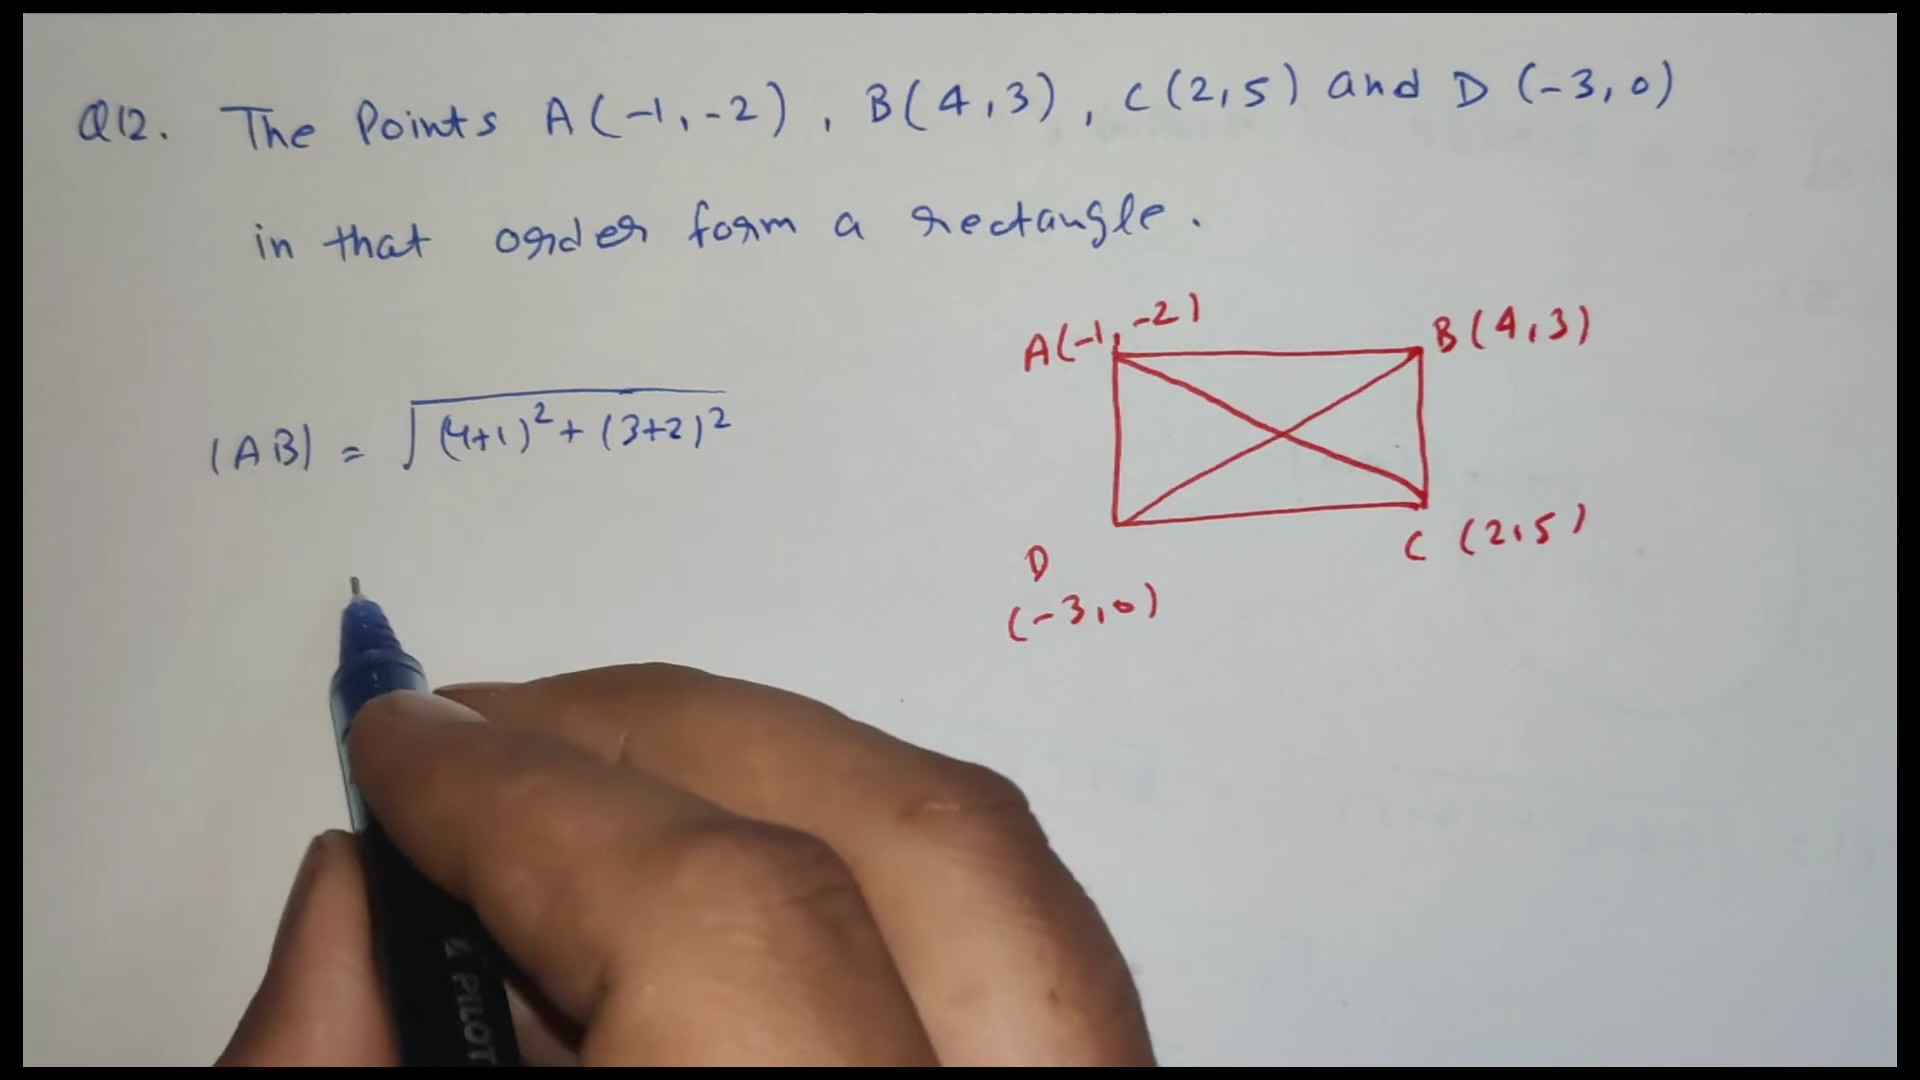 Q12. The Points A(-1,-2), B(4,3), C(2,5) and D(-3,0)
in that order form a rectangle.
A(-1,-2)
B(4,3)
|AB| = √(4+1)² + (3+2)²
C (2,5)
D
(-3,0)
PILOT